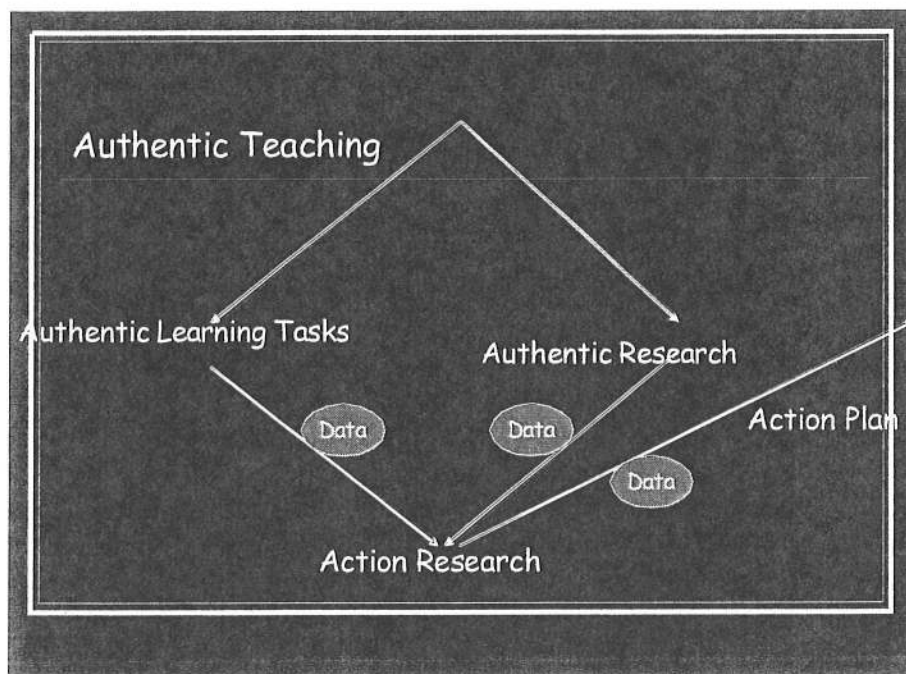 Authentic Teaching
Authentic Learning Tasks
Authentic Research
Data
Data
Action Plan
Data
Action Research